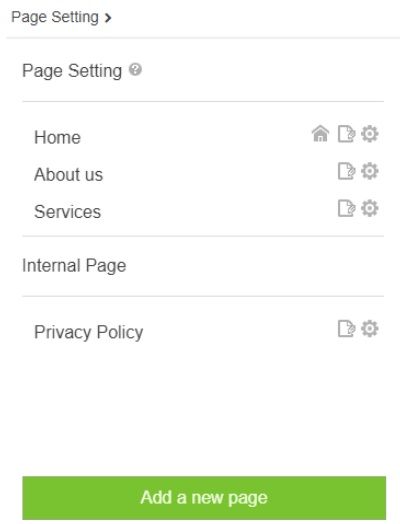 Page Setting >
Page Setting ?
Home
About us
Services
Internal Page
Privacy Policy
Add a new page